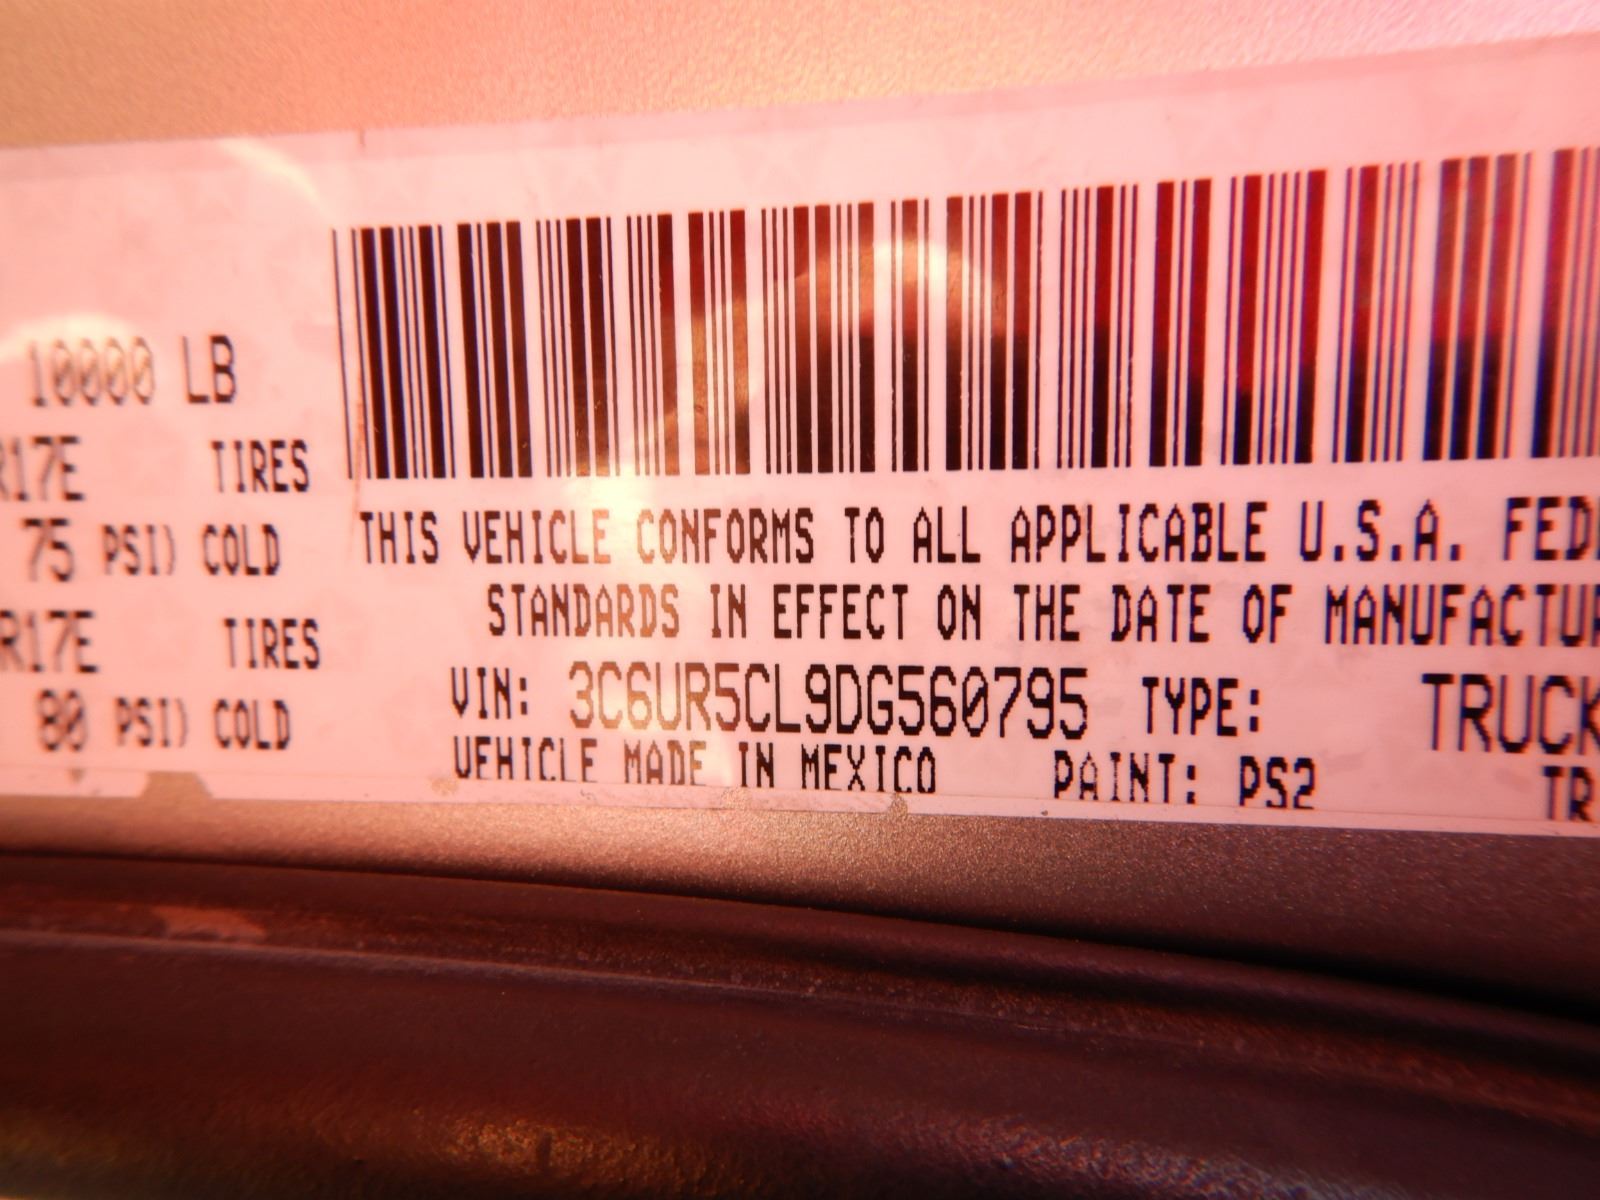 10000 LB
R17E TIRES
75 PSI) COLD
R17E TIRES
80 PSI) COLD
THIS VEHICLE CONFORMS TO ALL APPLICABLE U.S.A. FED
STANDARDS IN EFFECT ON THE DATE OF MANUFACTU
VIN: 3C6UR5CL9DG560795 TYPE: TRUCK
VEHICLE MADE IN MEXICO PAINT: PS2 TR